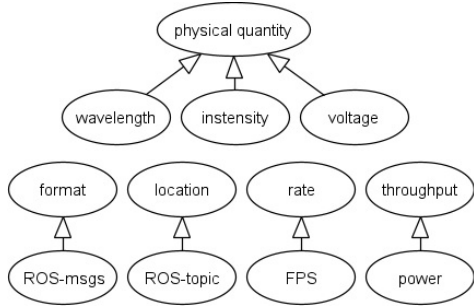 physical quantity
wavelength instensity voltage
format location rate throughput
ROS-msgs ROS-topic FPS power